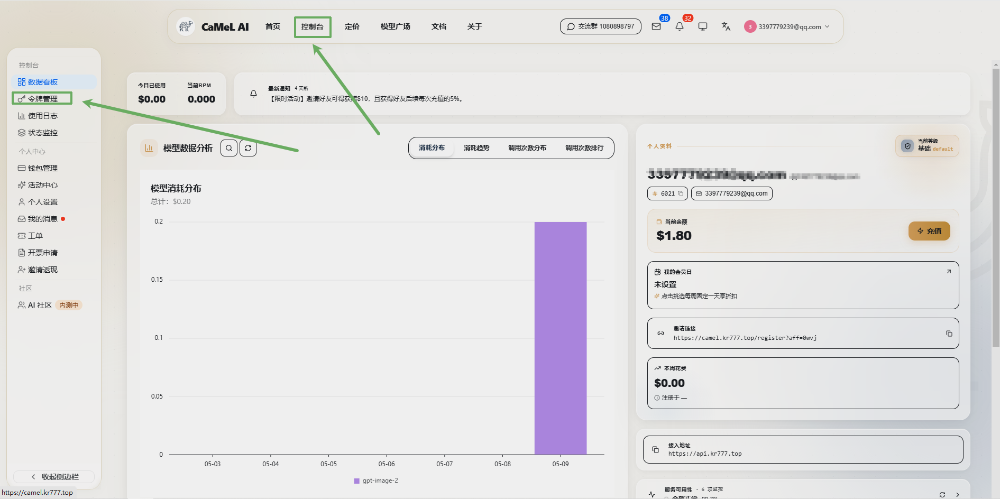 CaMeL AI
首页
控制台
定价
模型广场
文档
关于
交流群 1080898797
38
32
3
3397779239@qq.com
控制台
数据看板
令牌管理
使用日志
状态监控
个人中心
钱包管理
活动中心
个人设置
我的消息
工单
开票申请
邀请返现
社区
AI 社区 内测中
收起侧边栏
https://camel.kr777.top
今日已使用
$0.00
当前RPM
0.000
最新通知 4 天前
【限时活动】邀请好友可得获赠$10，且获得好友后续每次充值的5%。
模型数据分析
消耗分布
消耗趋势
调用次数分布
调用次数排行
模型消耗分布
总计：$0.20
0.2
0.15
0.1
0.05
0
05-03
05-04
05-05
05-06
05-07
05-08
05-09
gpt-image-2
个人资料
当前等级
基础 default
3397779239@qq.com
# 6021
3397779239@qq.com
当前余额
$1.80
充值
我的会员日
未设置
点击挑选每周固定一天享折扣
邀请链接
https://camel.kr777.top/register?aff=0wvj
本周花费
$0.00
注册于 —
接入地址
https://api.kr777.top
服务可用性 · 6 项监控
全部正常